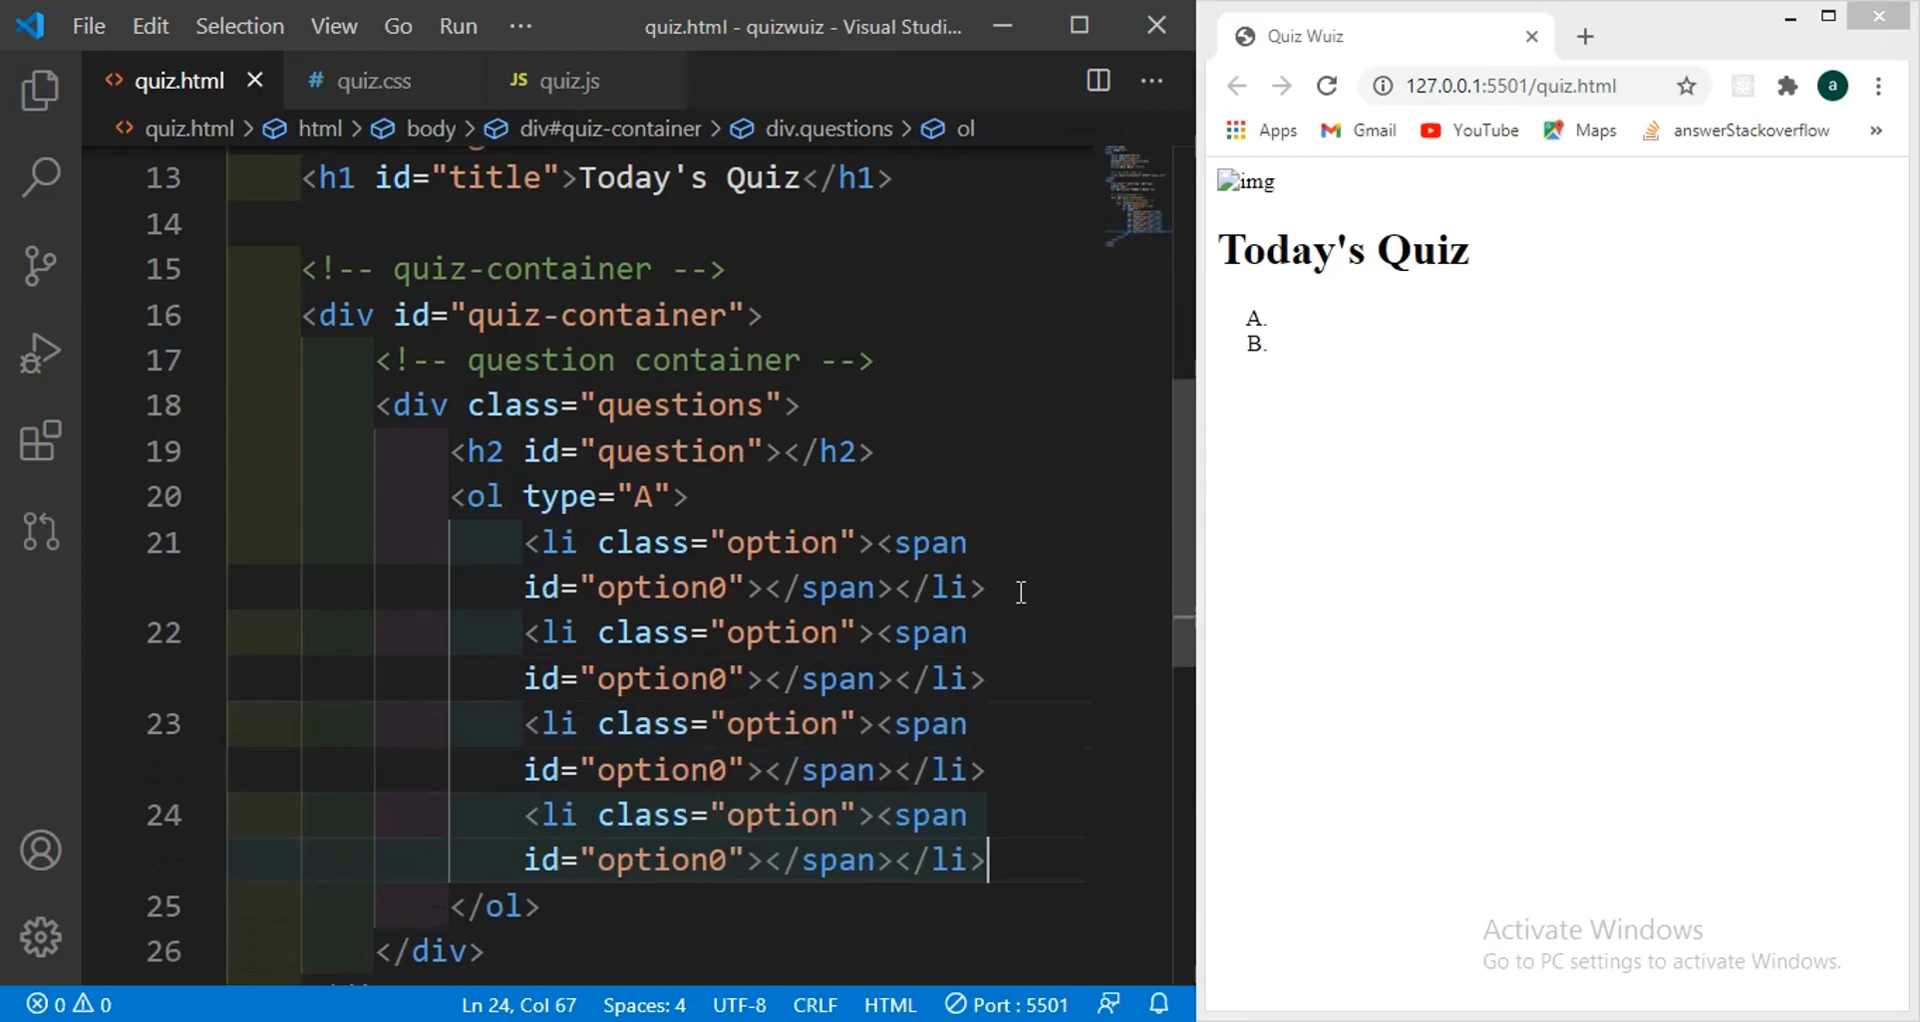 File Edit Selection View Go Run ··· quiz.html - quizwuiz - Visual Studi...
quiz.html quiz.css JS quiz.js
quiz.html > html > body > div#quiz-container > div.questions > ol
13 <h1 id="title">Today's Quiz</h1>
14
15 <!-- quiz-container -->
16 <div id="quiz-container">
17 <!-- question container -->
18 <div class="questions">
19 <h2 id="question"></h2>
20 <ol type="A">
21 <li class="option"><span
id="option0"></span></li>
22 <li class="option"><span
id="option0"></span></li>
23 <li class="option"><span
id="option0"></span></li>
24 <li class="option"><span
id="option0"></span></li>
25 </ol>
26 </div>
0 0 Ln 24, Col 67 Spaces: 4 UTF-8 CRLF HTML Port : 5501
Quiz Wuiz
127.0.0.1:5501/quiz.html a
Apps Gmail YouTube Maps answerStackoverflow »
img
Today's Quiz
A.
B.
Activate Windows
Go to PC settings to activate Windows.